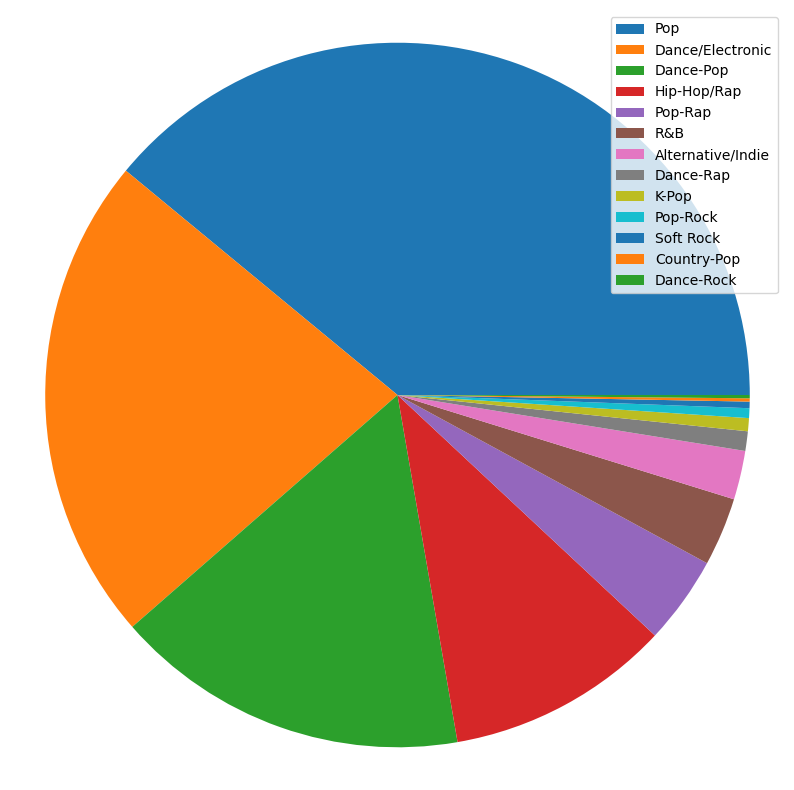 Pop
Dance/Electronic
Dance-Pop
Hip-Hop/Rap
Pop-Rap
R&B
Alternative/Indie
Dance-Rap
K-Pop
Pop-Rock
Soft Rock
Country-Pop
Dance-Rock